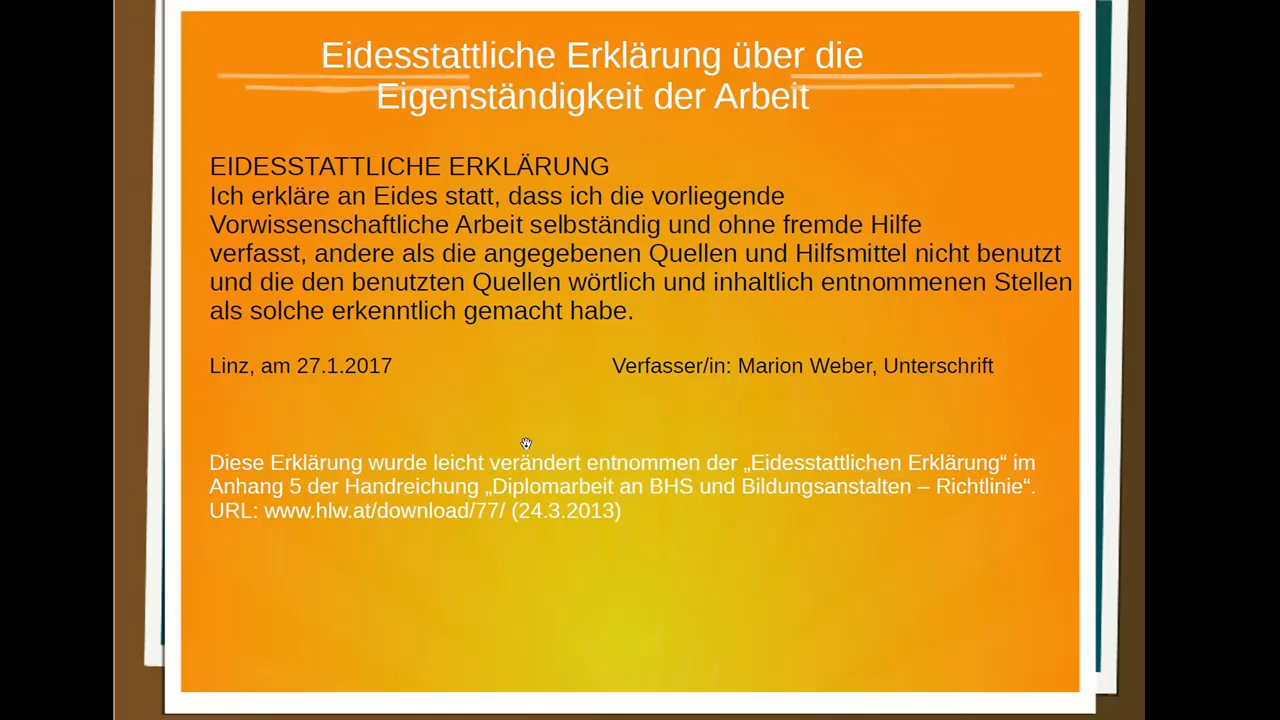 Eidesstattliche Erklärung über die
Eigenständigkeit der Arbeit
EIDESSTATTLICHE ERKLÄRUNG
Ich erkläre an Eides statt, dass ich die vorliegende
Vorwissenschaftliche Arbeit selbständig und ohne fremde Hilfe
verfasst, andere als die angegebenen Quellen und Hilfsmittel nicht benutzt
und die den benutzten Quellen wörtlich und inhaltlich entnommenen Stellen
als solche erkenntlich gemacht habe.
Linz, am 27.1.2017 Verfasser/in: Marion Weber, Unterschrift
Diese Erklärung wurde leicht verändert entnommen der „Eidesstattlichen Erklärung“ im
Anhang 5 der Handreichung „Diplomarbeit an BHS und Bildungsanstalten – Richtlinie“.
URL: www.hlw.at/download/77/ (24.3.2013)